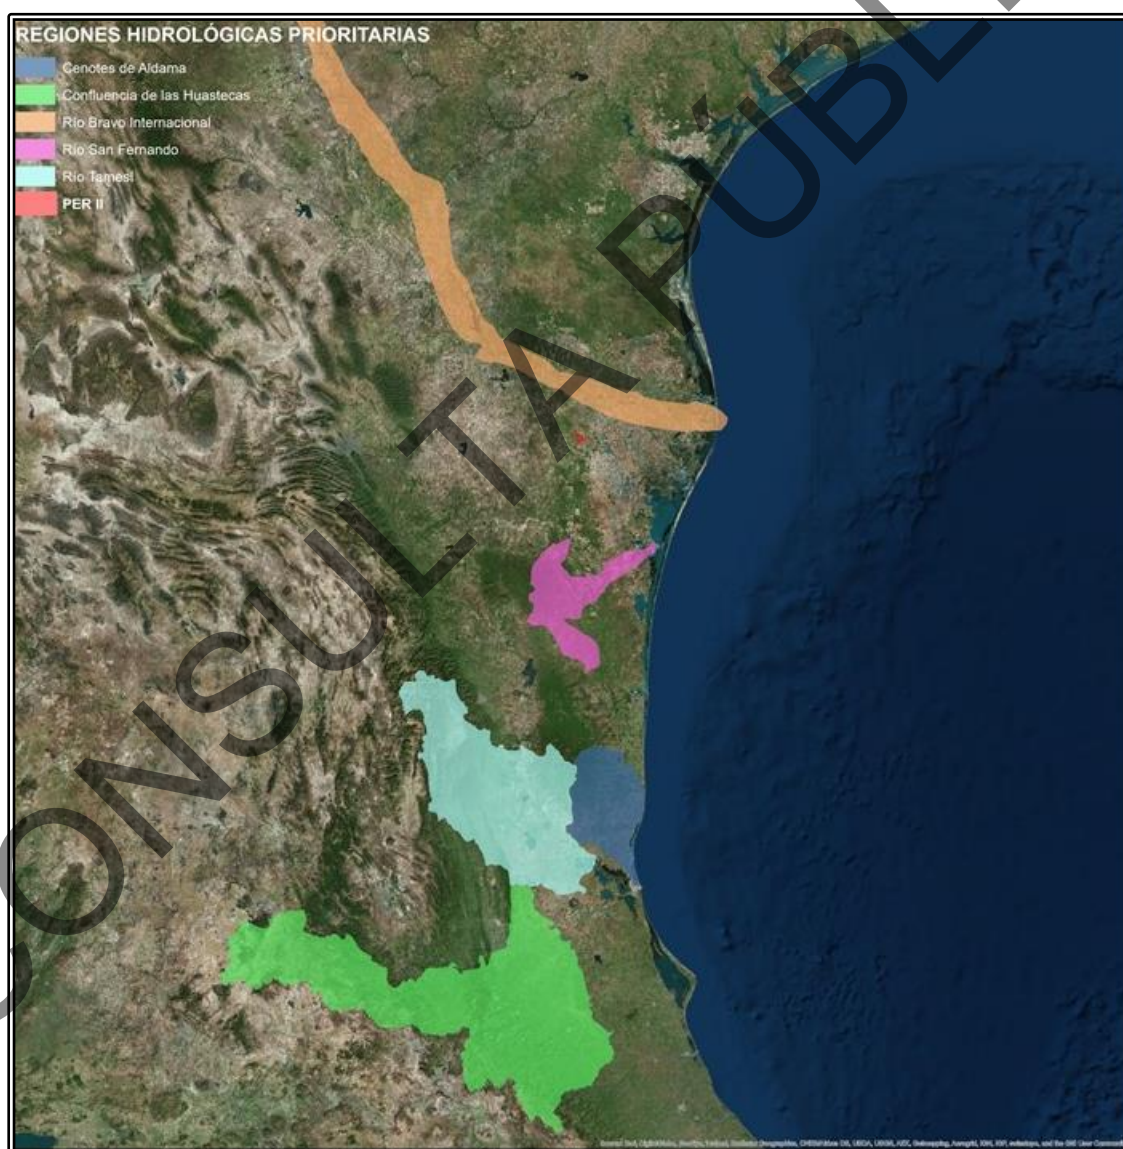 REGIONES HIDROLÓGICAS PRIORITARIAS
Cenotes de Aldama
Confluencia de las Huastecas
Río Bravo Internacional
Río San Fernando
Río Tamesí
PER II
CONSULTA PÚBL